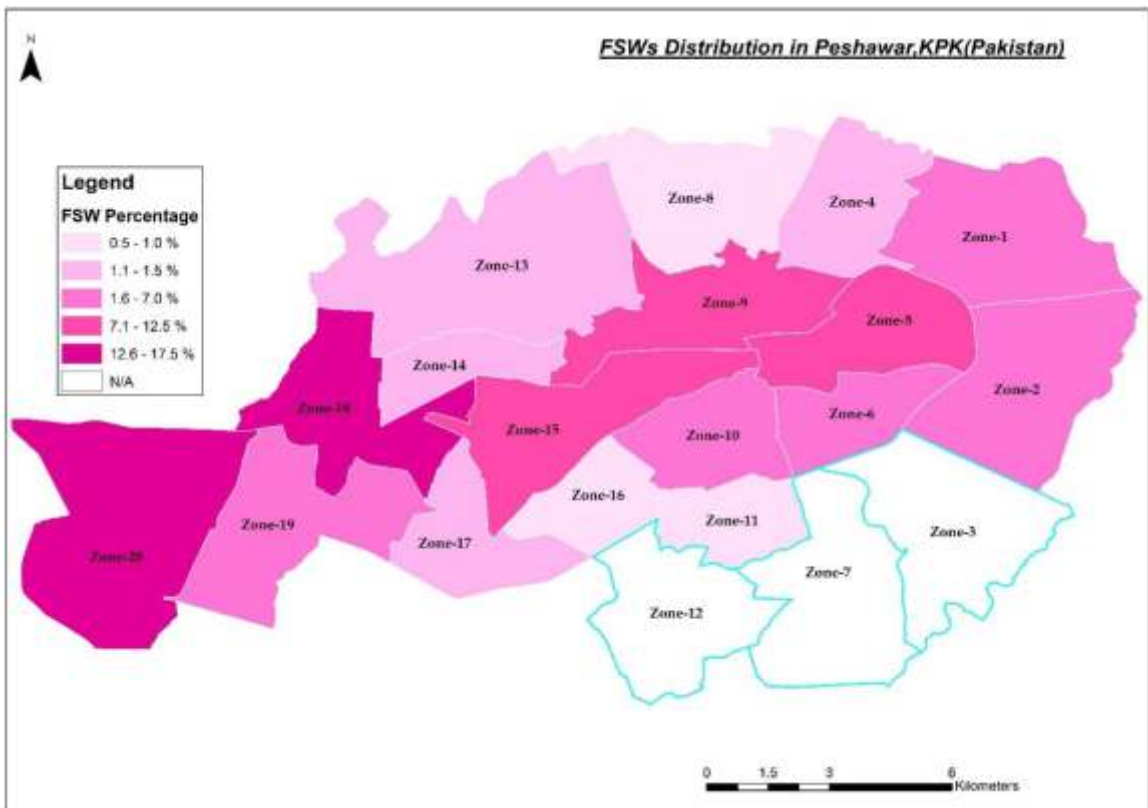 N
FSWs Distribution in Peshawar,KPK(Pakistan)
Legend
FSW Percentage
0.5 - 1.0 %
1.1 - 1.5 %
1.6 - 7.0 %
7.1 - 12.5 %
12.6 - 17.5 %
N/A
Zone-8
Zone-4
Zone-1
Zone-13
Zone-9
Zone-5
Zone-14
Zone-2
Zone-18
Zone-6
Zone-15
Zone-10
Zone-16
Zone-19
Zone-11
Zone-3
Zone-17
Zone-20
Zone-7
Zone-12
0 1.5 3 6
Kilometers